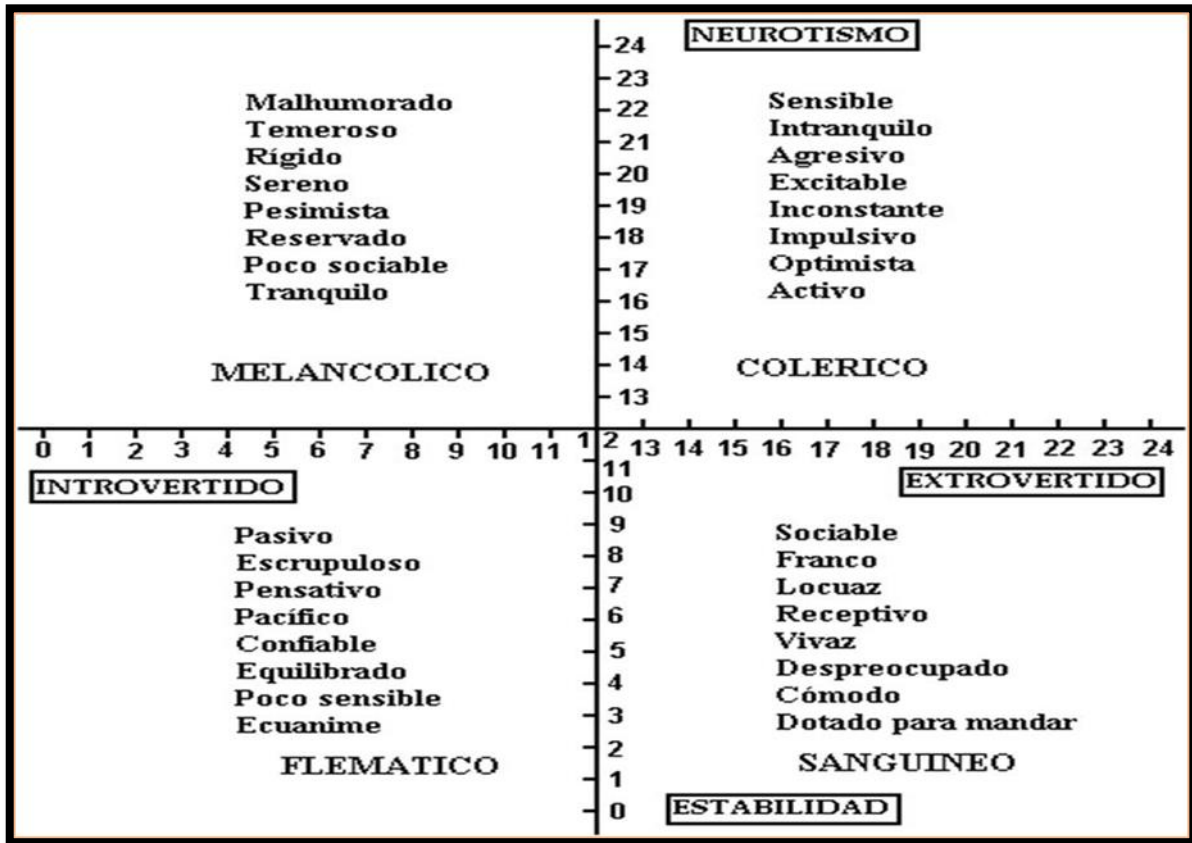 NEUROTISMO
24
23
22
21
20
19
18
17
16
15
14
13
Malhumorado
Temeroso
Rígido
Sereno
Pesimista
Reservado
Poco sociable
Tranquilo
MELANCOLICO
Sensible
Intranquilo
Agresivo
Excitable
Inconstante
Impulsivo
Optimista
Activo
COLERICO
0 1 2 3 4 5 6 7 8 9 10 11 12 13 14 15 16 17 18 19 20 21 22 23 24
INTROVERTIDO
EXTROVERTIDO
11
10
9
8
7
6
5
4
3
2
1
0
Pasivo
Escrupuloso
Pensativo
Pacífico
Confiable
Equilibrado
Poco sensible
Ecuanime
FLEMATICO
Sociable
Franco
Locuaz
Receptivo
Vivaz
Despreocupado
Cómodo
Dotado para mandar
SANGUINEO
ESTABILIDAD